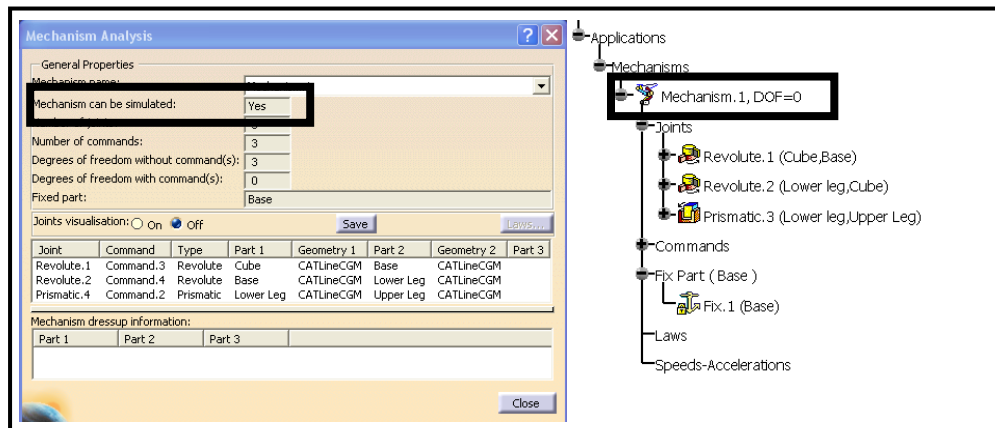 Mechanism Analysis
General Properties
Mechanism can be simulated: Yes
Number of commands: 3
Degrees of freedom without command(s): 3
Degrees of freedom with command(s): 0
Fixed part: Base
Joints visualisation: On Off Save Laws...
Joint Command Type Part 1 Geometry 1 Part 2 Geometry 2 Part 3
Revolute.1 Command.3 Revolute Cube CATLineCGM Base CATLineCGM
Revolute.2 Command.4 Revolute Base CATLineCGM Lower Leg CATLineCGM
Prismatic.4 Command.2 Prismatic Lower Leg CATLineCGM Upper Leg CATLineCGM
Mechanism dressup information:
Part 1 Part 2 Part 3
Close
Applications
Mechanisms
Mechanism.1, DOF=0
Joints
Revolute.1 (Cube,Base)
Revolute.2 (Lower leg,Cube)
Prismatic.3 (Lower leg,Upper Leg)
Commands
Fix Part ( Base )
Fix.1 (Base)
Laws
Speeds-Accelerations